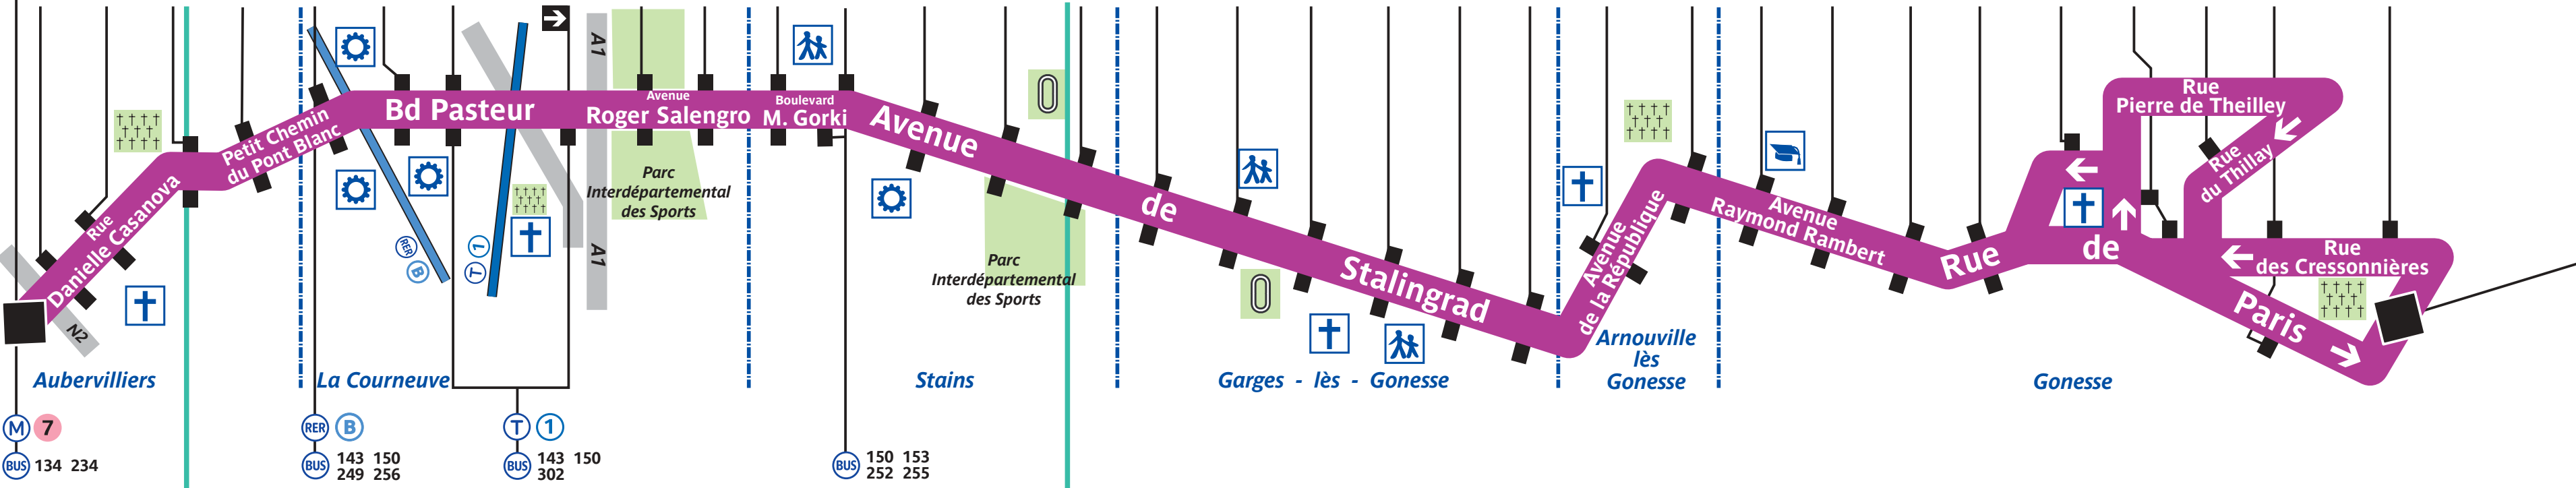 Rue
Danielle Casanova
N2
Aubervilliers
M 7
BUS 134 234
Petit Chemin
du Pont Blanc
Bd Pasteur
RER B
T 1
La Courneuve
RER B
BUS 143 150
249 256
T 1
BUS 143 150
302
A1
A1
Avenue
Roger Salengro
Parc
Interdépartemental
des Sports
Boulevard
M. Gorki
BUS 150 153
252 255
Avenue
de
Stalingrad
Stains
Parc
Interdépartemental
des Sports
Garges - lès - Gonesse
Avenue
de la République
Arnouville
lès
Gonesse
Avenue
Raymond Rambert
Rue
de
Paris
Rue
Pierre de Theilley
Rue
du Thillay
Rue
des Cressonnières
Gonesse